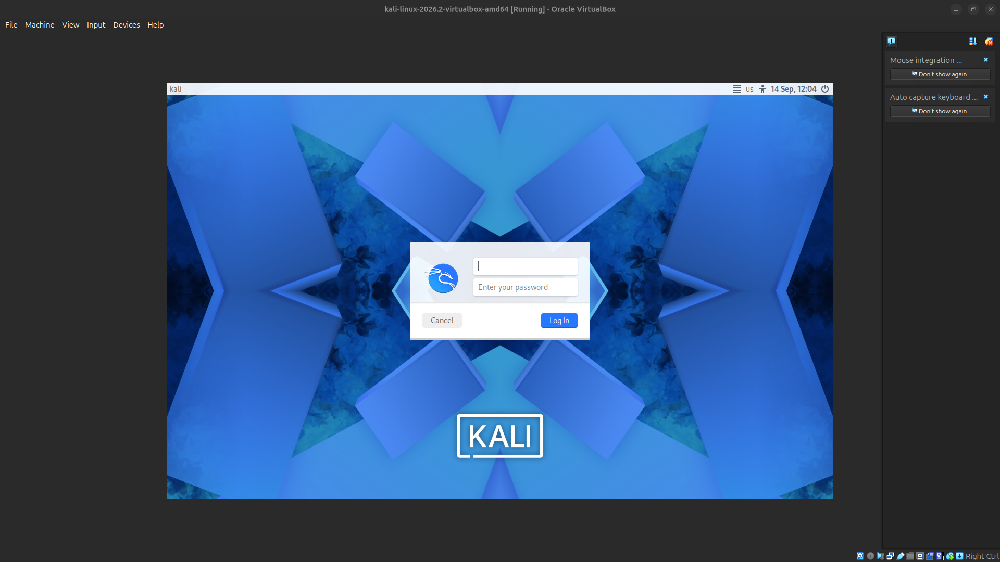 kali-linux-2026.2-virtualbox-amd64 [Running] - Oracle VirtualBox
File Machine View Input Devices Help
Mouse integration ...
Don't show again
Auto capture keyboard ...
Don't show again
kali
us 14 Sep, 12:04
Enter your password
Cancel Log In
KALI
Right Ctrl